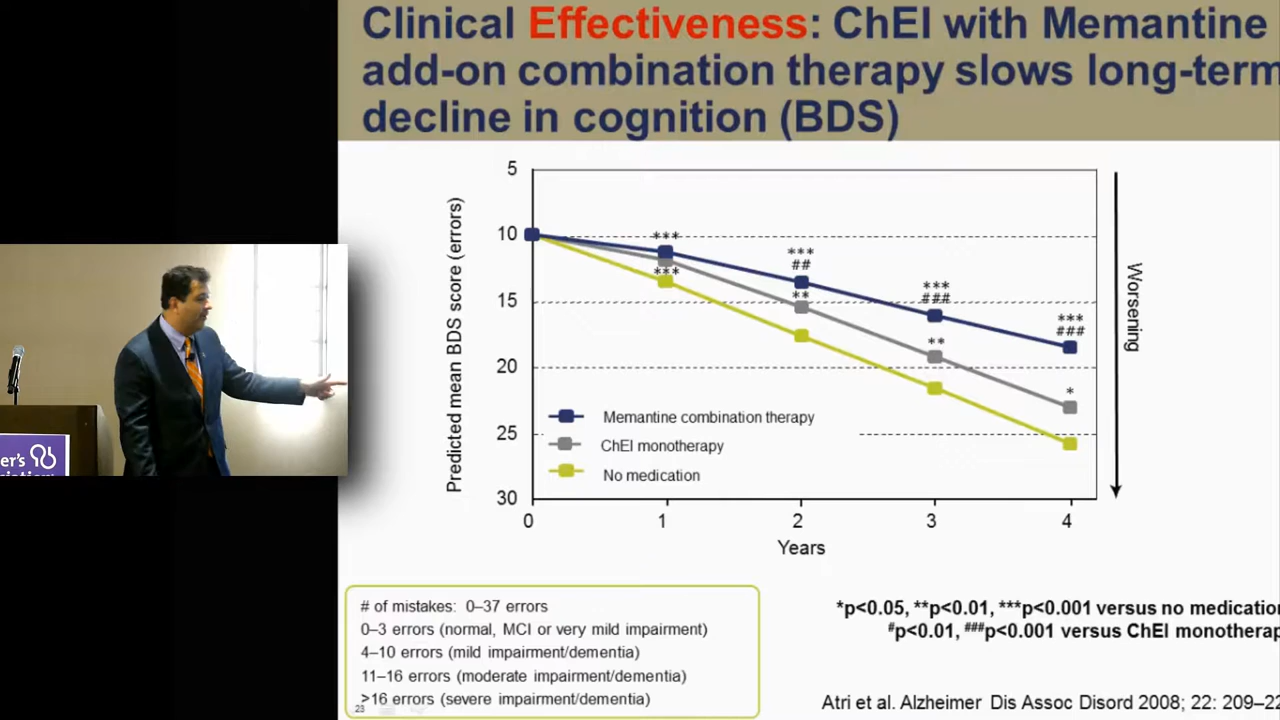 Clinical Effectiveness: ChEI with Memantine
add-on combination therapy slows long-term
decline in cognition (BDS)
Predicted mean BDS score (errors)
5
10
15
20
25
30
***
***
***
##
**
***
###
**
***
###
*
Worsening
Memantine combination therapy
ChEI monotherapy
No medication
0
1
2
3
4
Years
er's
# of mistakes: 0–37 errors
0–3 errors (normal, MCI or very mild impairment)
4–10 errors (mild impairment/dementia)
11–16 errors (moderate impairment/dementia)
>16 errors (severe impairment/dementia)
23
*p<0.05, **p<0.01, ***p<0.001 versus no medicatio
#p<0.01, ###p<0.001 versus ChEI monotherap
Atri et al. Alzheimer Dis Assoc Disord 2008; 22: 209–22